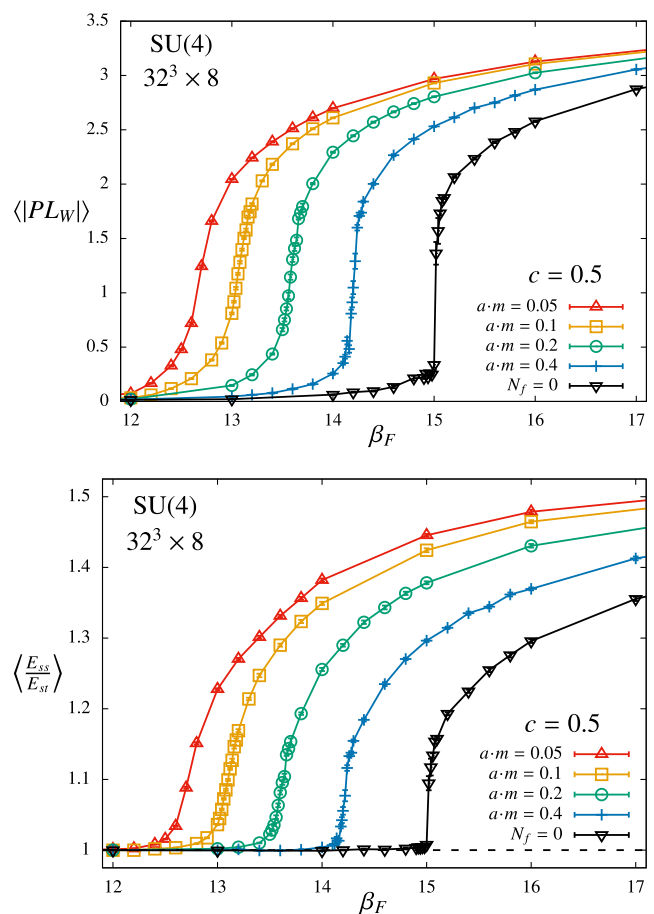 SU(4)
32³ × 8
3.5
3
2.5
2
1.5
1
0.5
0
⟨|PL_W|⟩
c = 0.5
a·m = 0.05
a·m = 0.1
a·m = 0.2
a·m = 0.4
N_f = 0
12 13 14 15 16 17
β_F
SU(4)
32³ × 8
1.5
1.4
1.3
1.2
1.1
1
⟨E_ss/E_st⟩
c = 0.5
a·m = 0.05
a·m = 0.1
a·m = 0.2
a·m = 0.4
N_f = 0
12 13 14 15 16 17
β_F